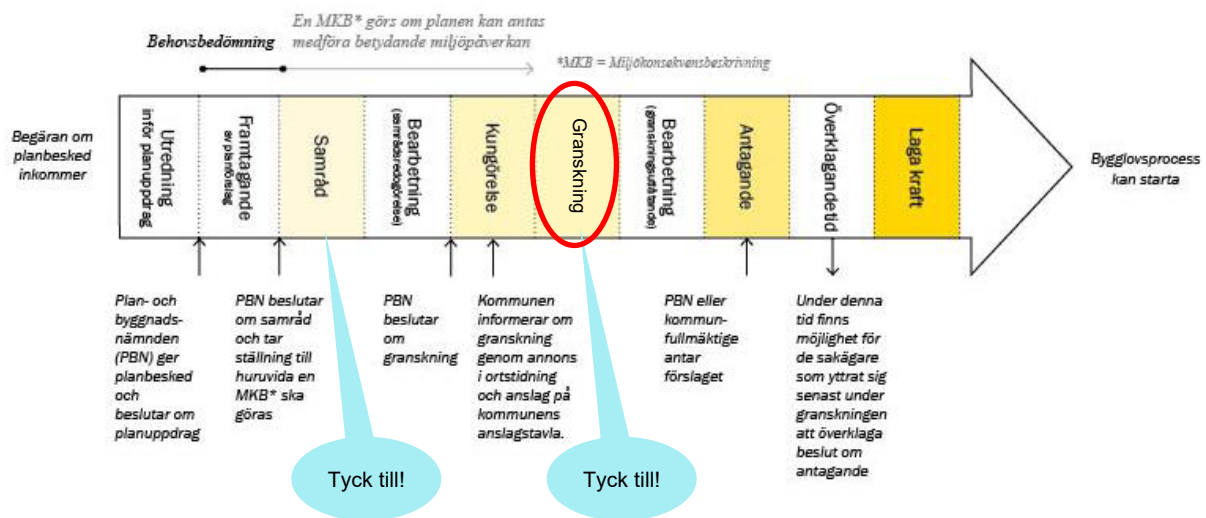 En MKB* görs om planen kan antas
medföra betydande miljöpåverkan
Behovsbedömning
*MKB = Miljökonsekvensbeskrivning
Begäran om
planbesked
inkommer
Utredning
inför planuppdrag
Framtagande
av planförslag
Samråd
Bearbetning
(samrådsredogörelse)
Kungörelse
Granskning
Bearbetning
(granskningsutlåtande)
Antagande
Överklagandetid
Laga kraft
Bygglovsprocess
kan starta
Plan- och
byggnads-
nämnden
(PBN) ger
planbesked
och
beslutar om
planuppdrag
PBN beslutar
om samråd
och tar
ställning till
huruvida en
MKB* ska
göras
PBN
beslutar
om
granskning
Kommunen
informerar om
granskning
genom annons
i ortstidning
och anslag på
kommunens
anslagstavla.
PBN eller
kommun-
fullmäktige
antar
förslaget
Under denna
tid finns
möjlighet för
de sakägare
som yttrat sig
senast under
granskningen
att överklaga
beslut om
antagande
Tyck till!
Tyck till!